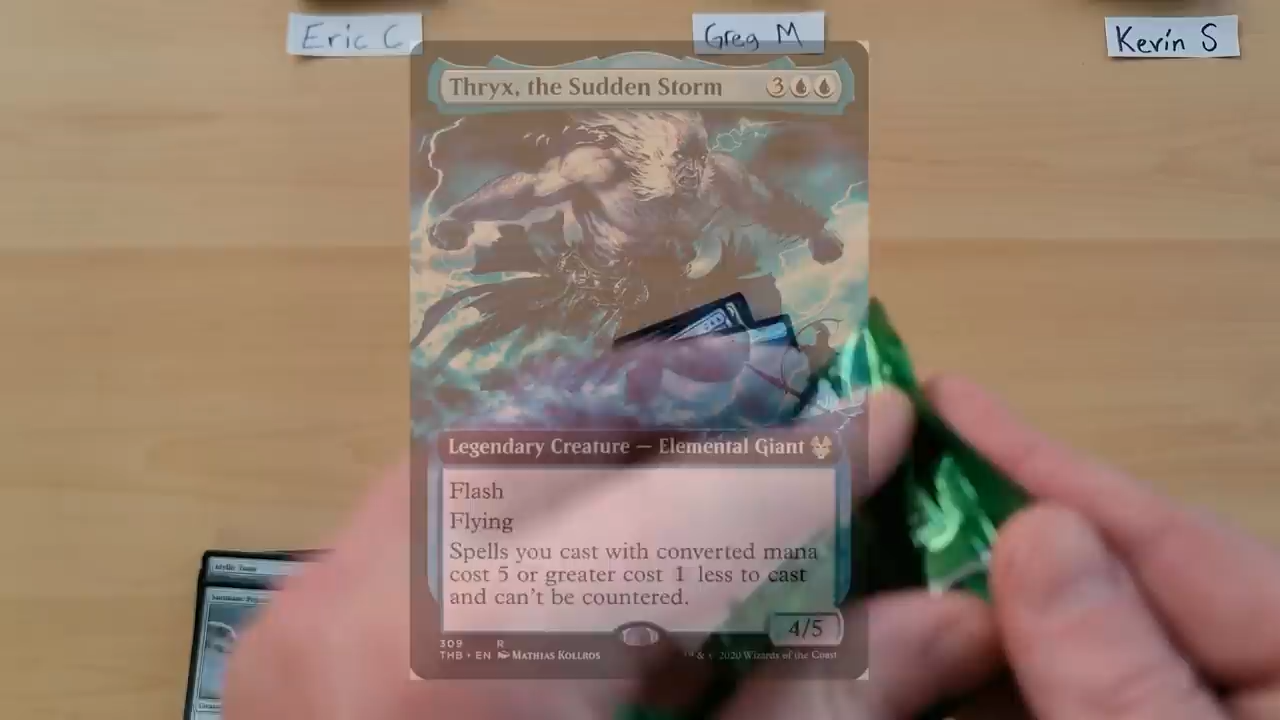 Eric C
Greg M
Kevin S
Thryx, the Sudden Storm 3
Legendary Creature — Elemental Giant
Flash
Flying
Spells you cast with converted mana
cost 5 or greater cost 1 less to cast
and can't be countered.
4/5
309 R
THB • EN MATHIAS KOLLROS
& © 2020 Wizards of the Coast
Idyllic